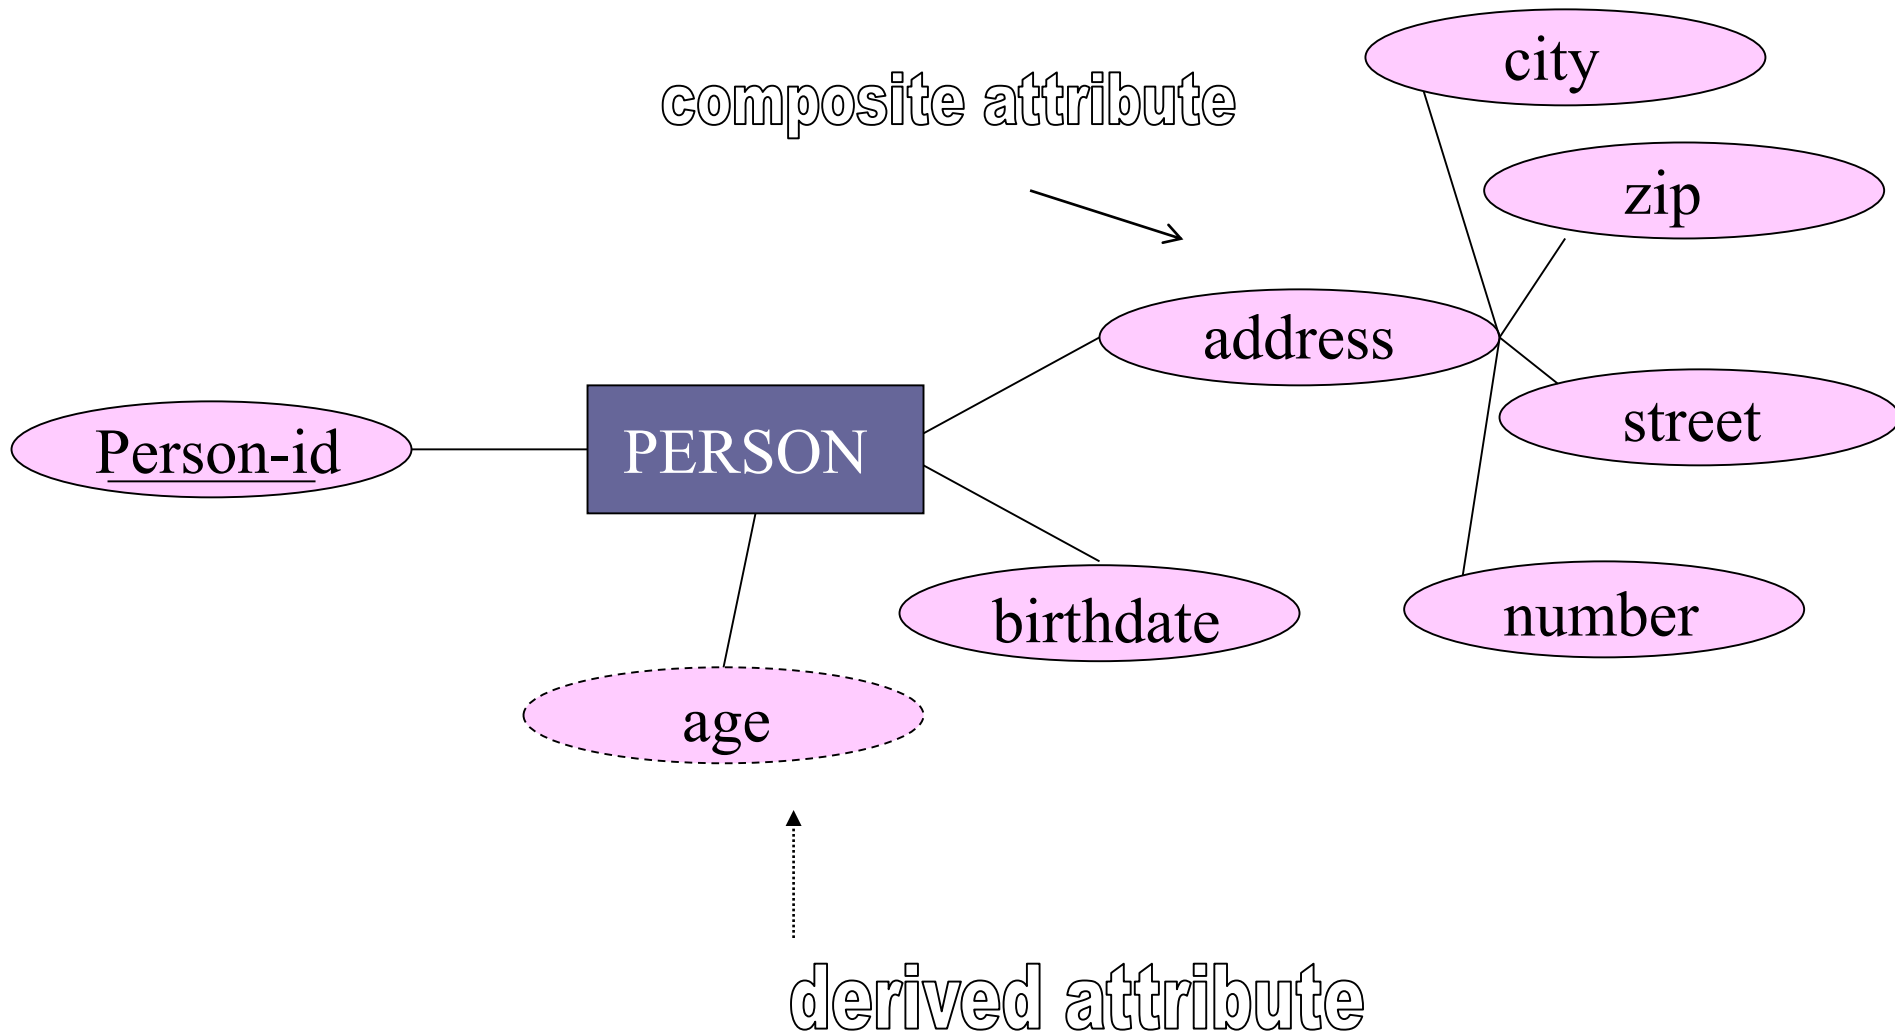 city
composite attribute
zip
address
street
Person-id
PERSON
birthdate
number
age
derived attribute